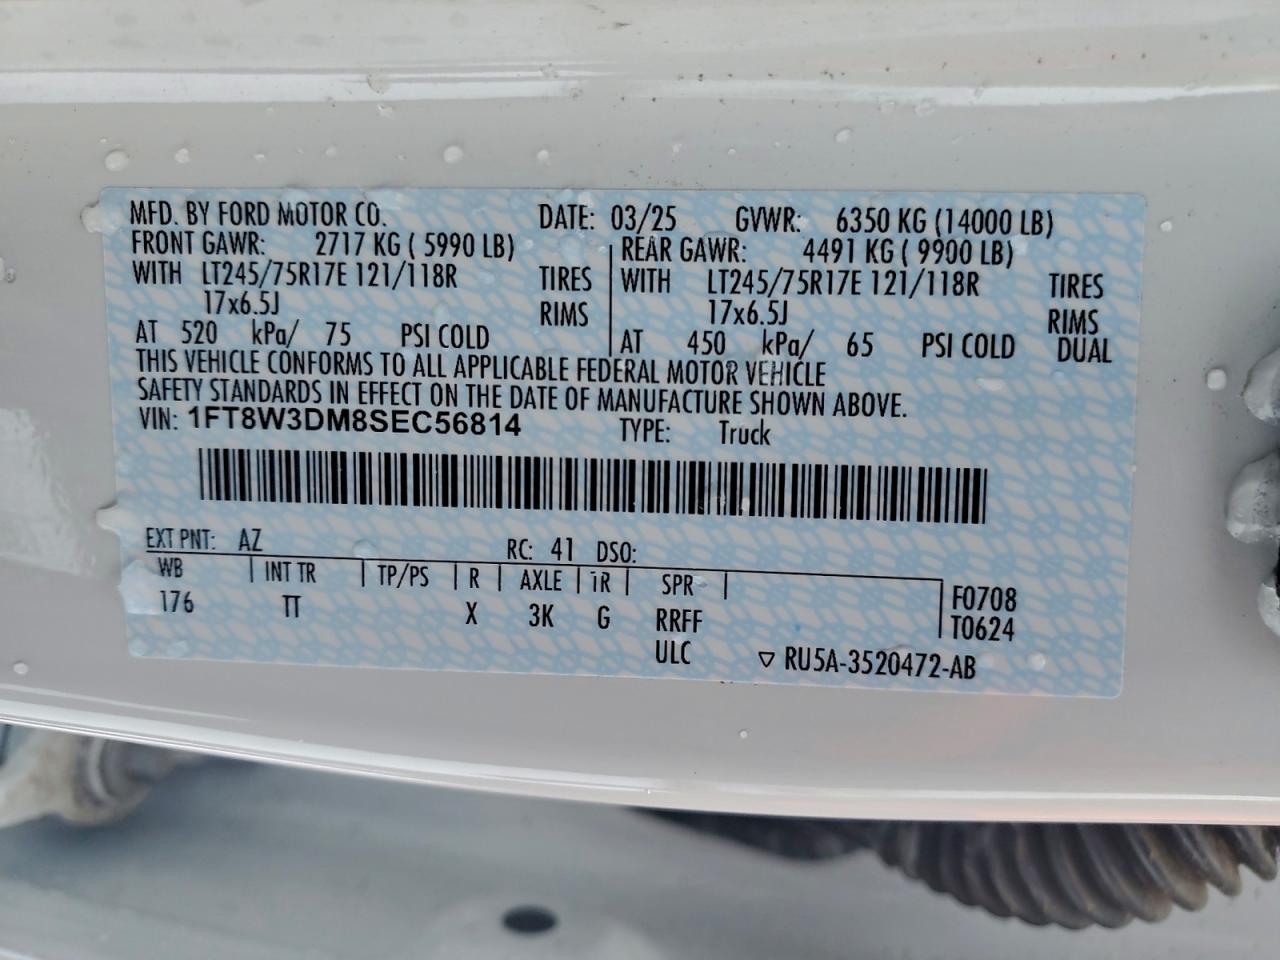 MFD. BY FORD MOTOR CO. DATE: 03/25 GVWR: 6350 KG (14000 LB)
FRONT GAWR: 2717 KG ( 5990 LB) REAR GAWR: 4491 KG ( 9900 LB)
WITH LT245/75R17E 121/118R TIRES WITH LT245/75R17E 121/118R TIRES
17x6.5J RIMS 17x6.5J RIMS
AT 520 kPa/ 75 PSI COLD AT 450 kPa/ 65 PSI COLD DUAL
THIS VEHICLE CONFORMS TO ALL APPLICABLE FEDERAL MOTOR VEHICLE
SAFETY STANDARDS IN EFFECT ON THE DATE OF MANUFACTURE SHOWN ABOVE.
VIN: 1FT8W3DM8SEC56814 TYPE: Truck
EXT PNT: AZ RC: 41 DSO:
WB INT TR TP/PS R AXLE TR SPR
176 TT X 3K G RRFF F0708
ULC T0624
▽ RU5A-3520472-AB